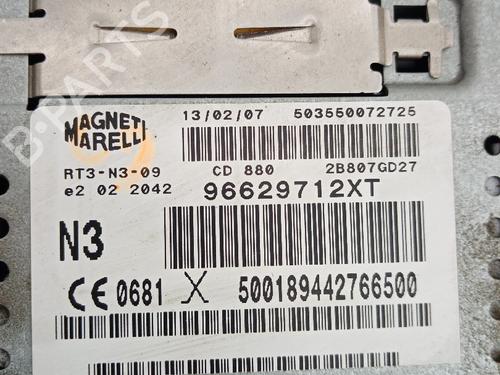 13/02/07 503550072725
MAGNETI
MARELLI
RT3-N3-09 CD 880 2B807GD27
e2 02 2042 96629712XT
N3
CE 0681 X 500189442766500
B-PARTS